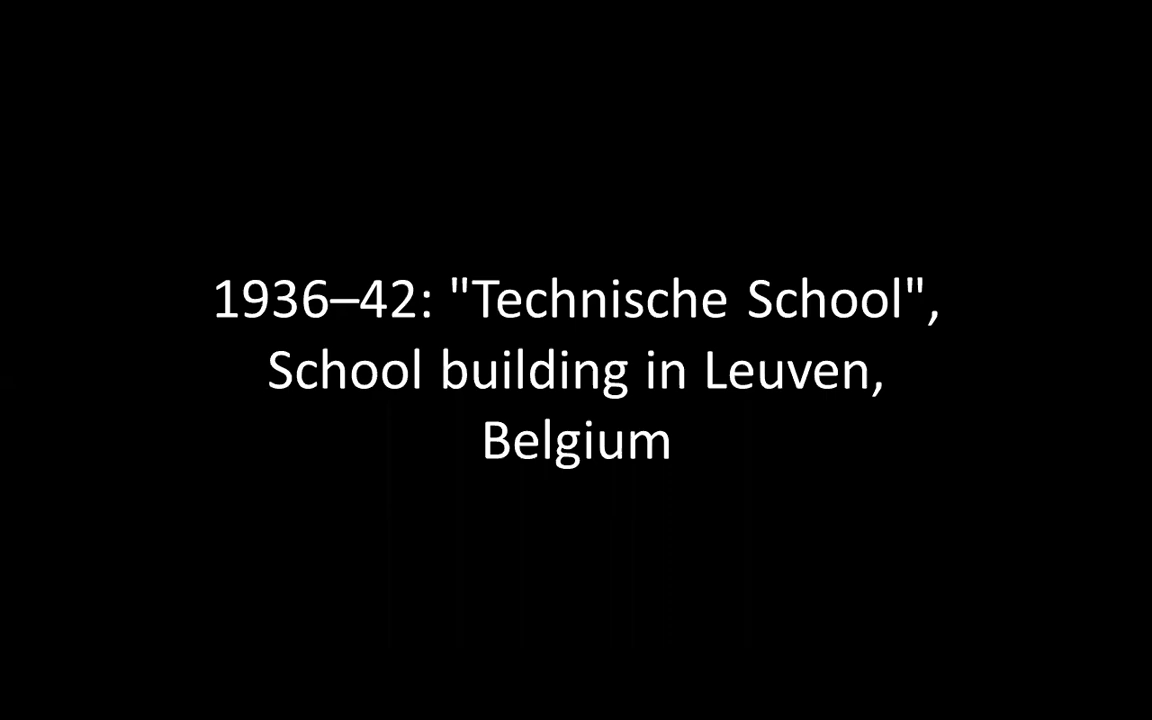 1936–42: "Technische School",
School building in Leuven,
Belgium